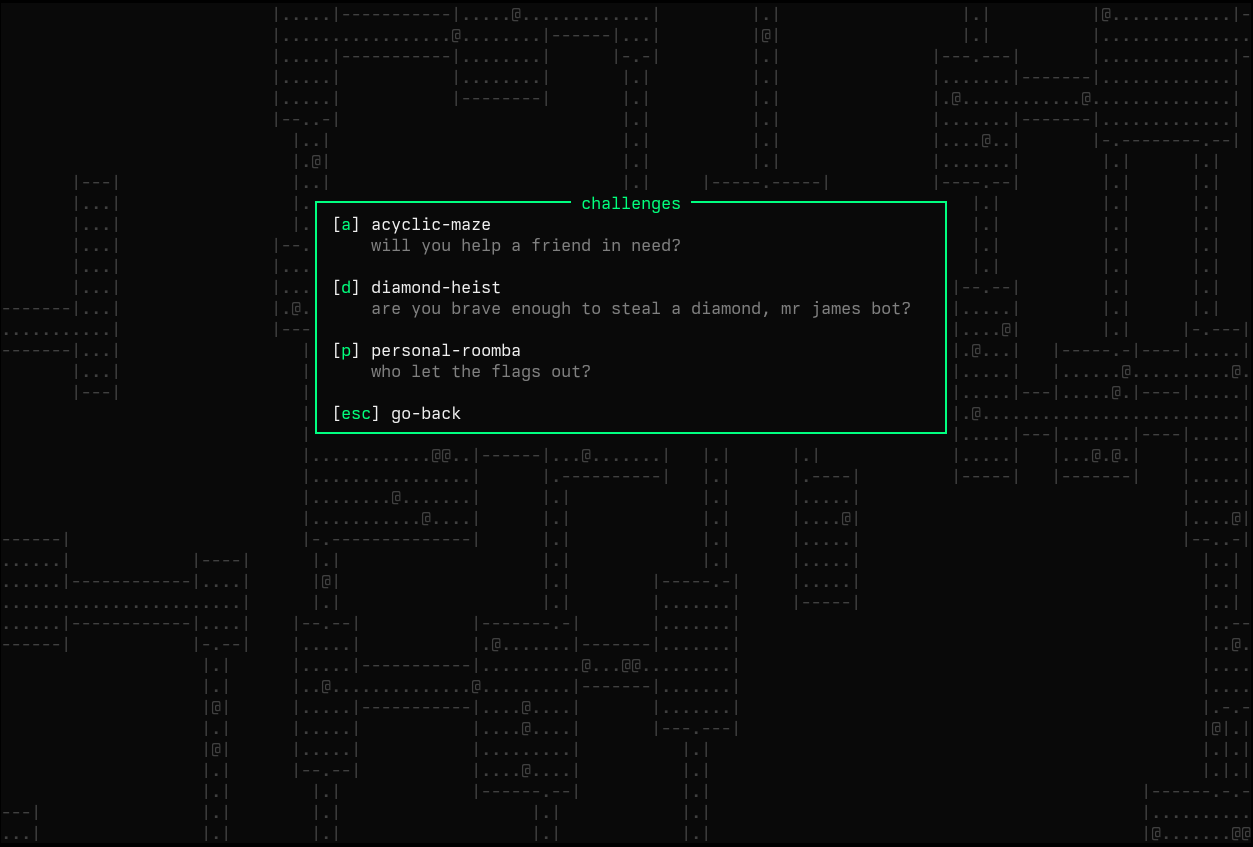 challenges
[a] acyclic-maze
will you help a friend in need?
[d] diamond-heist
are you brave enough to steal a diamond, mr james bot?
[p] personal-roomba
who let the flags out?
[esc] go-back